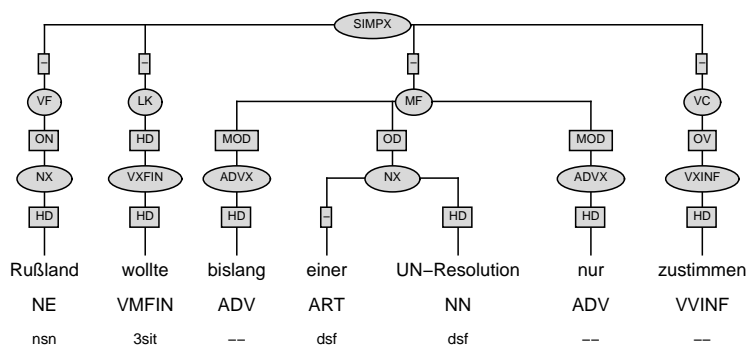 SIMPX
– – – –
VF LK MF VC
ON HD MOD OD MOD OV
NX VXFIN ADVX NX ADVX VXINF
HD HD HD – HD HD HD
Rußland wollte bislang einer UN−Resolution nur zustimmen
NE VMFIN ADV ART NN ADV VVINF
nsn 3sit −− dsf dsf −− −−